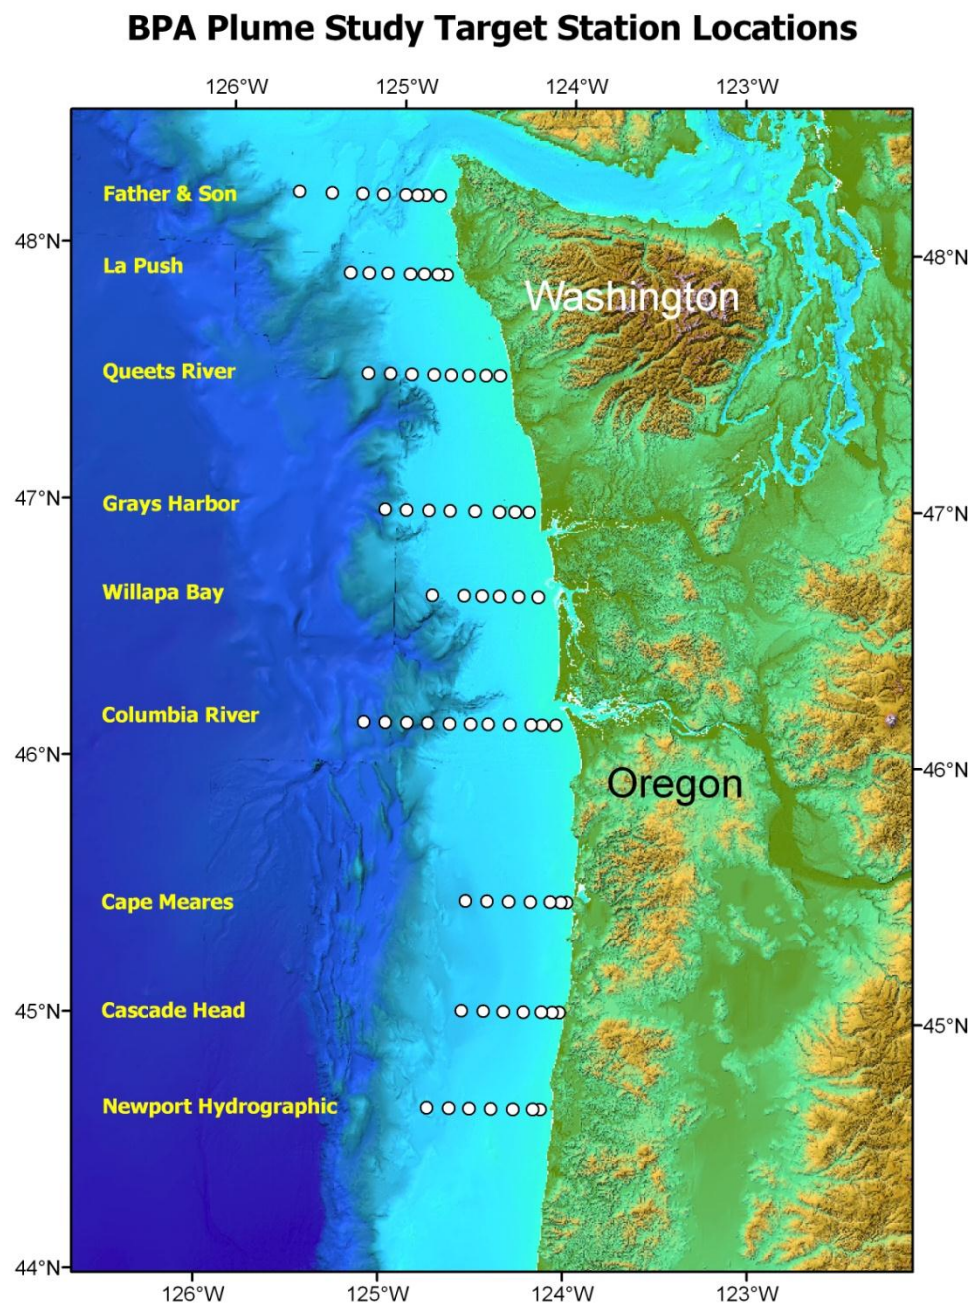 BPA Plume Study Target Station Locations
126°W 125°W 124°W 123°W
Father & Son
48°N
48°N
La Push
Washington
Queets River
47°N
Grays Harbor
47°N
Willapa Bay
Columbia River
46°N
46°N
Oregon
Cape Meares
45°N
Cascade Head
45°N
Newport Hydrographic
44°N
126°W 125°W 124°W 123°W